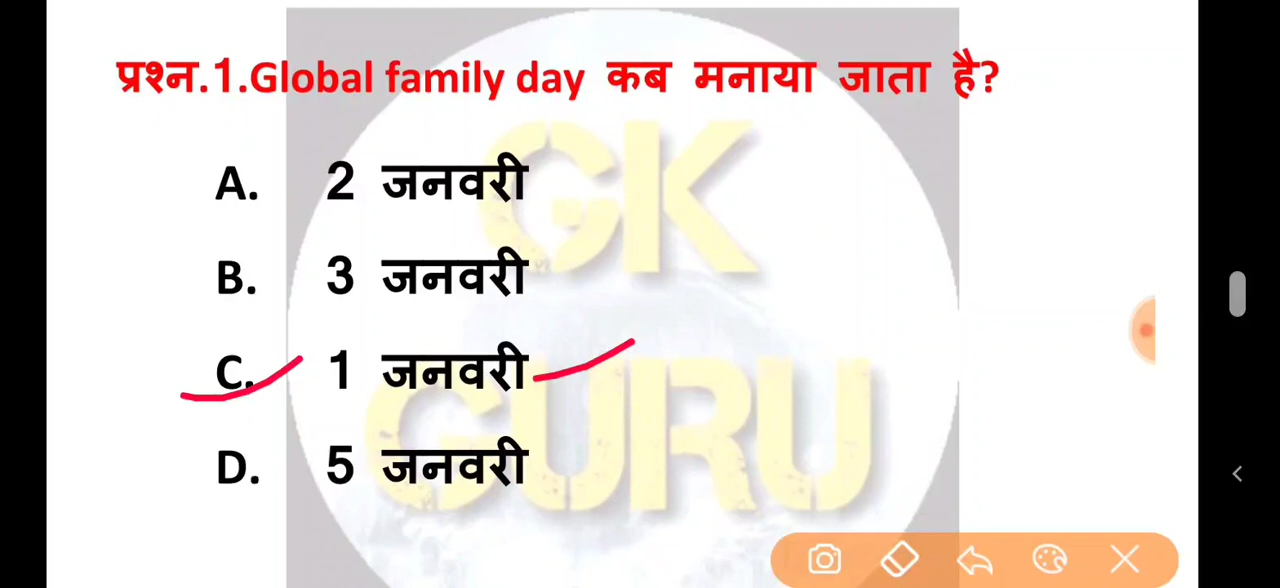 प्रश्न.1.Global family day कब मनाया जाता है?
A. 2 जनवरी
B. 3 जनवरी
C. 1 जनवरी
D. 5 जनवरी
GK
GURU